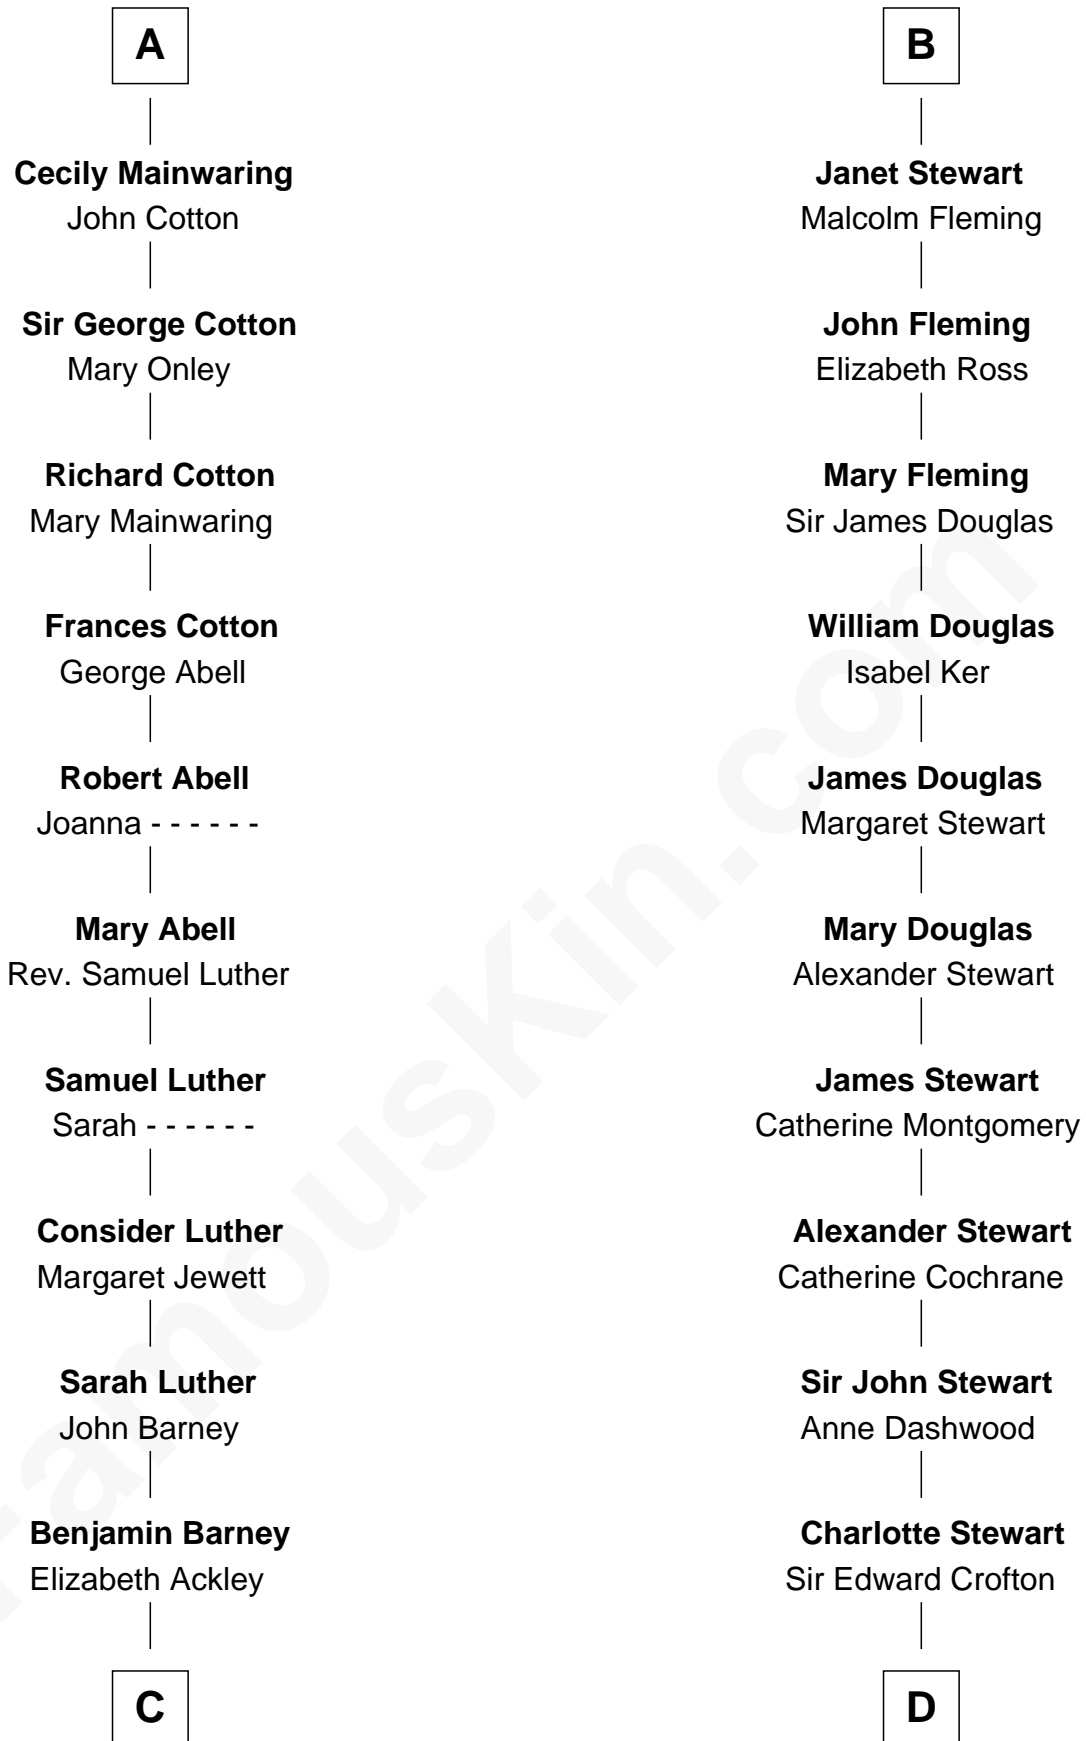 A
Cecily Mainwaring
John Cotton
Sir George Cotton
Mary Onley
Richard Cotton
Mary Mainwaring
Frances Cotton
George Abell
Robert Abell
Joanna - - - - - -
Mary Abell
Rev. Samuel Luther
Samuel Luther
Sarah - - - - - -
Consider Luther
Margaret Jewett
Sarah Luther
John Barney
Benjamin Barney
Elizabeth Ackley
C
B
Janet Stewart
Malcolm Fleming
John Fleming
Elizabeth Ross
Mary Fleming
Sir James Douglas
William Douglas
Isabel Ker
James Douglas
Margaret Stewart
Mary Douglas
Alexander Stewart
James Stewart
Catherine Montgomery
Alexander Stewart
Catherine Cochrane
Sir John Stewart
Anne Dashwood
Charlotte Stewart
Sir Edward Crofton
D
FamousKin.com